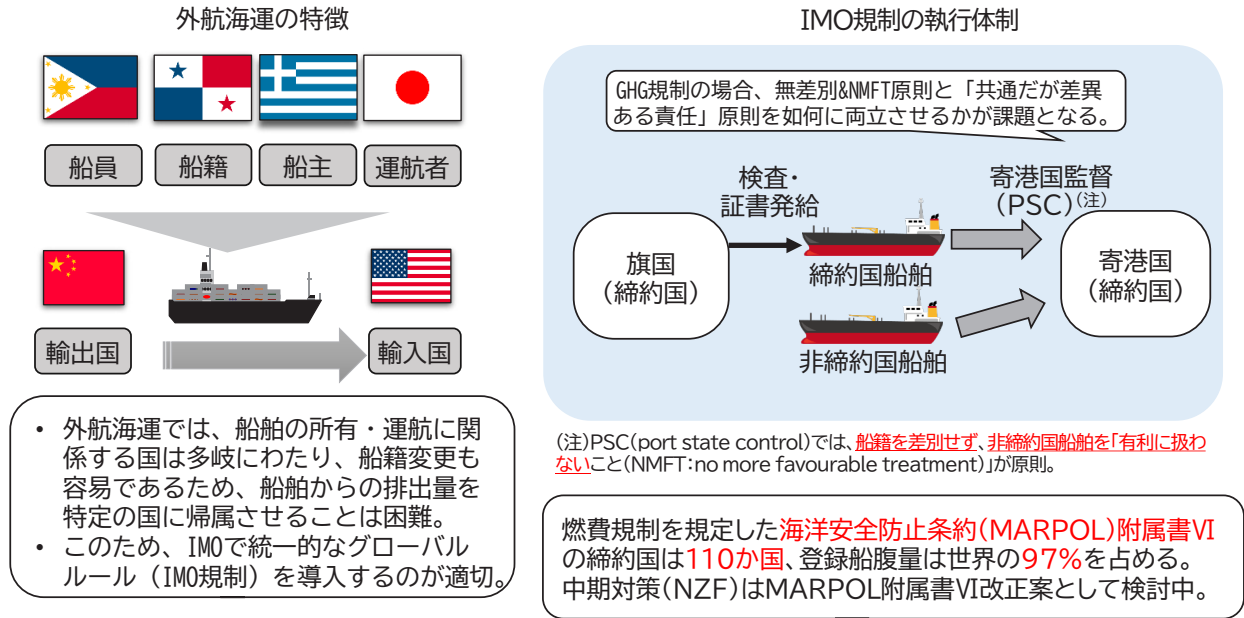 外航海運の特徴
船員
船籍
船主
運航者
輸出国
輸入国
• 外航海運では、船舶の所有・運航に関
係する国は多岐にわたり、船籍変更も
容易であるため、船舶からの排出量を
特定の国に帰属させることは困難。
• このため、IMOで統一的なグローバル
ルール（IMO規制）を導入するのが適切。
IMO規制の執行体制
GHG規制の場合、無差別&NMFT原則と「共通だが差異
ある責任」原則を如何に両立させるかが課題となる。
検査・
証書発給
寄港国監督
(PSC)(注)
旗国
(締約国)
締約国船舶
非締約国船舶
寄港国
(締約国)
(注)PSC(port state control)では、船籍を差別せず、非締約国船舶を「有利に扱わ
ないこと(NMFT:no more favourable treatment)」が原則。
燃費規制を規定した海洋安全防止条約(MARPOL)附属書VI
の締約国は110か国、登録船腹量は世界の97%を占める。
中期対策(NZF)はMARPOL附属書VI改正案として検討中。